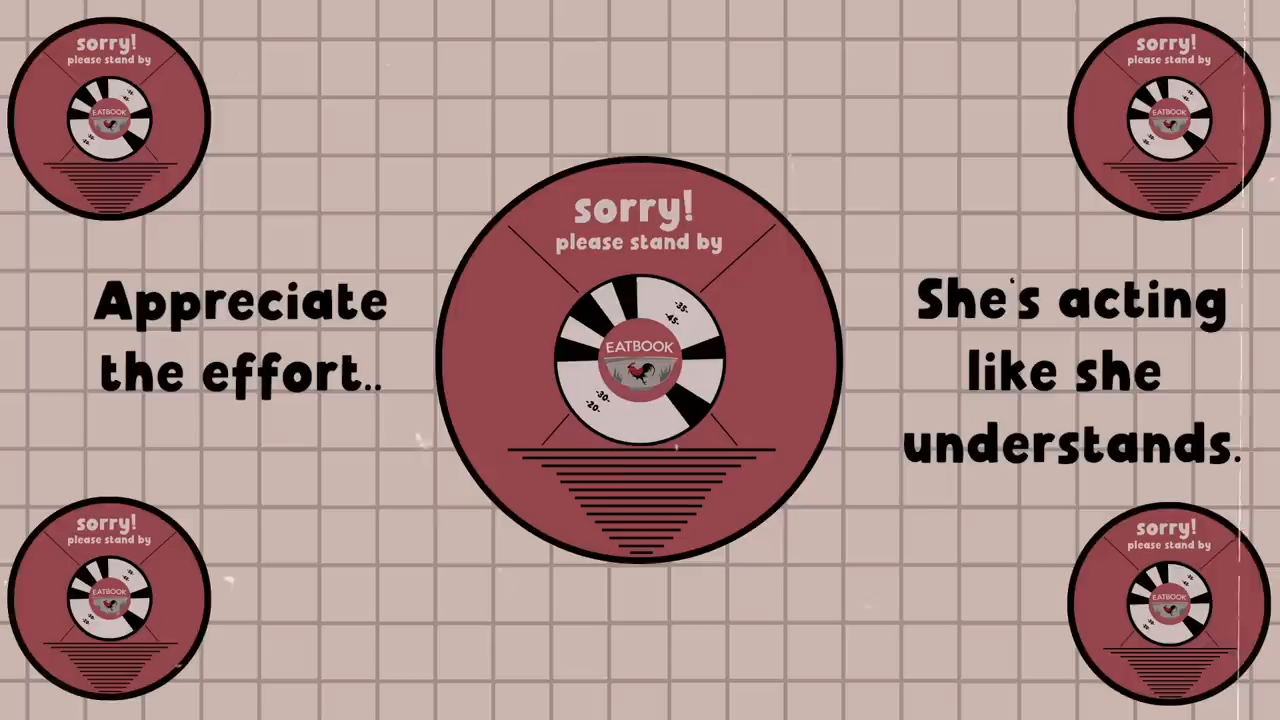 sorry!
please stand by
EATBOOK
sorry!
please stand by
EATBOOK
sorry!
please stand by
-35-
-45-
EATBOOK
-30-
-20-
Appreciate
the effort..
She's acting
like she
understands.
sorry!
please stand by
EATBOOK
sorry!
please stand by
EATBOOK